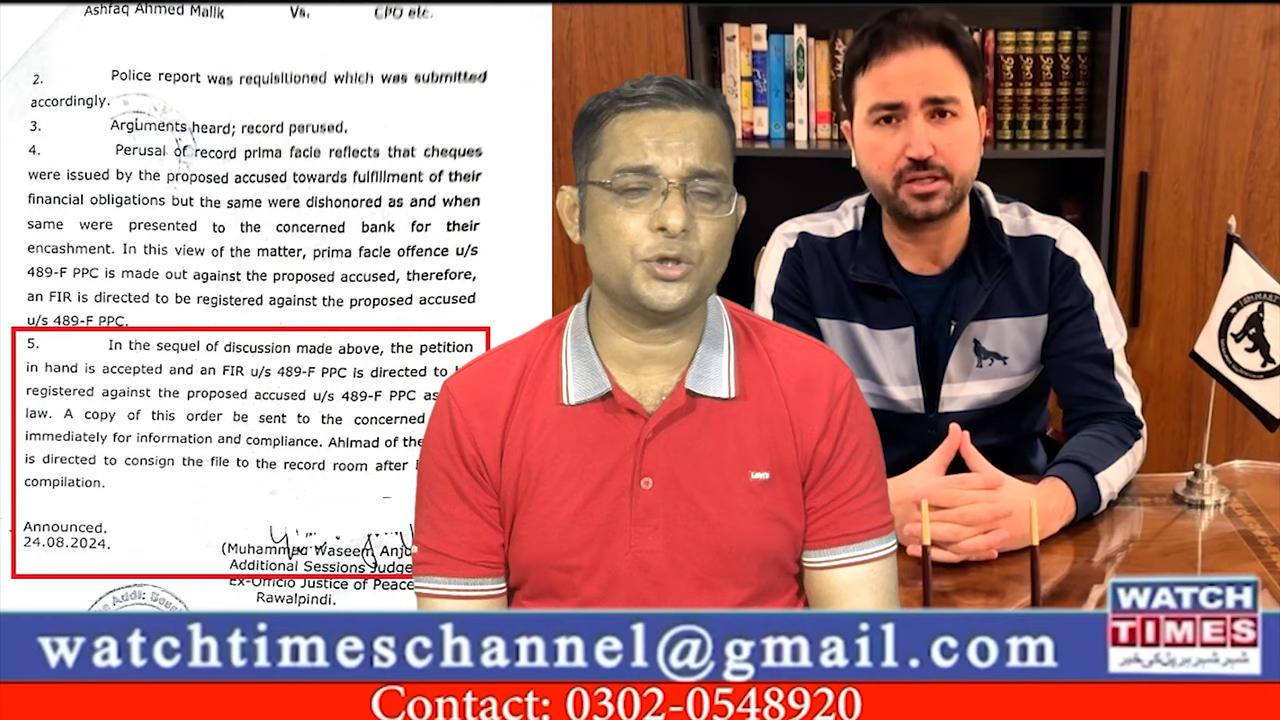 Ashfaq Ahmed Malik Vs. CPO etc.
2. Police report was requisitioned which was submitted
accordingly.
3. Arguments heard; record perused.
4. Perusal of record prima facie reflects that cheques
were issued by the proposed accused towards fulfillment of their
financial obligations but the same were dishonored as and when
same were presented to the concerned bank for their
encashment. In this view of the matter, prima facie offence u/s
489-F PPC is made out against the proposed accused, therefore,
an FIR is directed to be registered against the proposed accused
u/s 489-F PPC.
5. In the sequel of discussion made above, the petition
in hand is accepted and an FIR u/s 489-F PPC is directed to
registered against the proposed accused u/s 489-F PPC as
law. A copy of this order be sent to the concerned
immediately for information and compliance. Ahlmad of the
is directed to consign the file to the record room after
compilation.
Announced.
24.08.2024.
(Muhammad Waseem Anju
Additional Sessions Judge
Ex-Officio Justice of Peace
Rawalpindi.
Levi's
watchtimeschannel@gmail.com
WATCH
TIMES
Contact: 0302-0548920